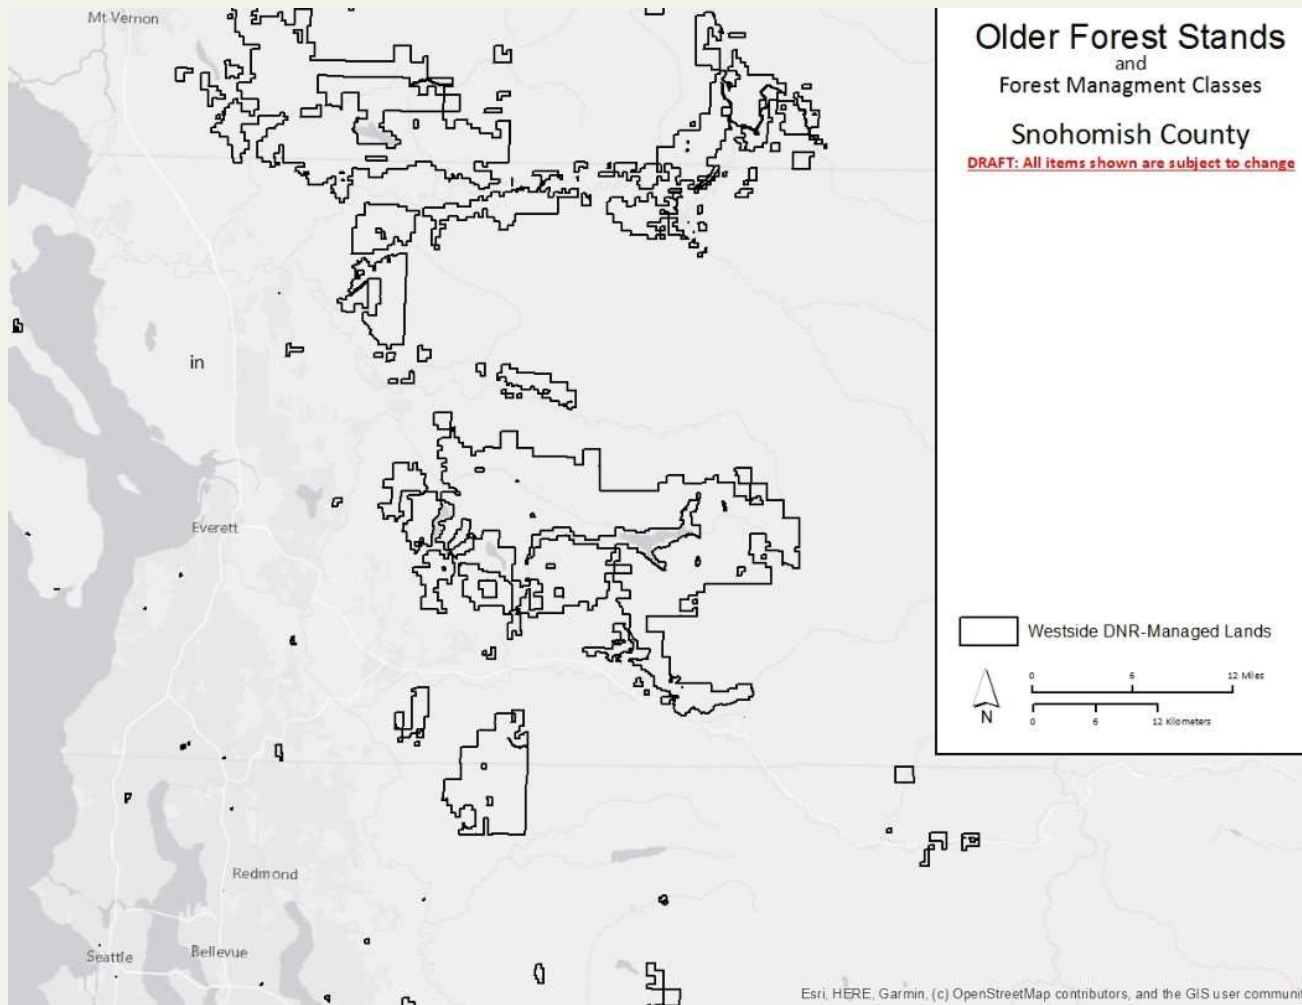 Mt Vernon
Older Forest Stands
and
Forest Managment Classes
Snohomish County
DRAFT: All items shown are subject to change
in
Everett
Westside DNR-Managed Lands
0 6 12 Miles
N
0 6 12 Kilometers
Redmond
Seattle
Bellevue
Esri, HERE, Garmin, (c) OpenStreetMap contributors, and the GIS user communi